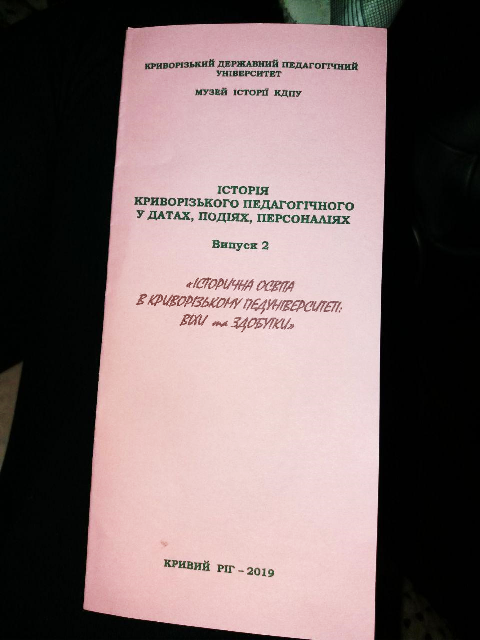 КРИВОРІЗЬКИЙ ДЕРЖАВНИЙ ПЕДАГОГІЧНИЙ
УНІВЕРСИТЕТ
МУЗЕЙ ІСТОРІЇ КДПУ
ІСТОРІЯ
КРИВОРІЗЬКОГО ПЕДАГОГІЧНОГО
У ДАТАХ, ПОДІЯХ, ПЕРСОНАЛІЯХ
Випуск 2
«ІСТОРИЧНА ОСВІТА
В КРИВОРІЗЬКОМУ ПЕДУНІВЕРСИТЕТІ:
ВІХИ та ЗДОБУТКИ»
КРИВИЙ РІГ – 2019